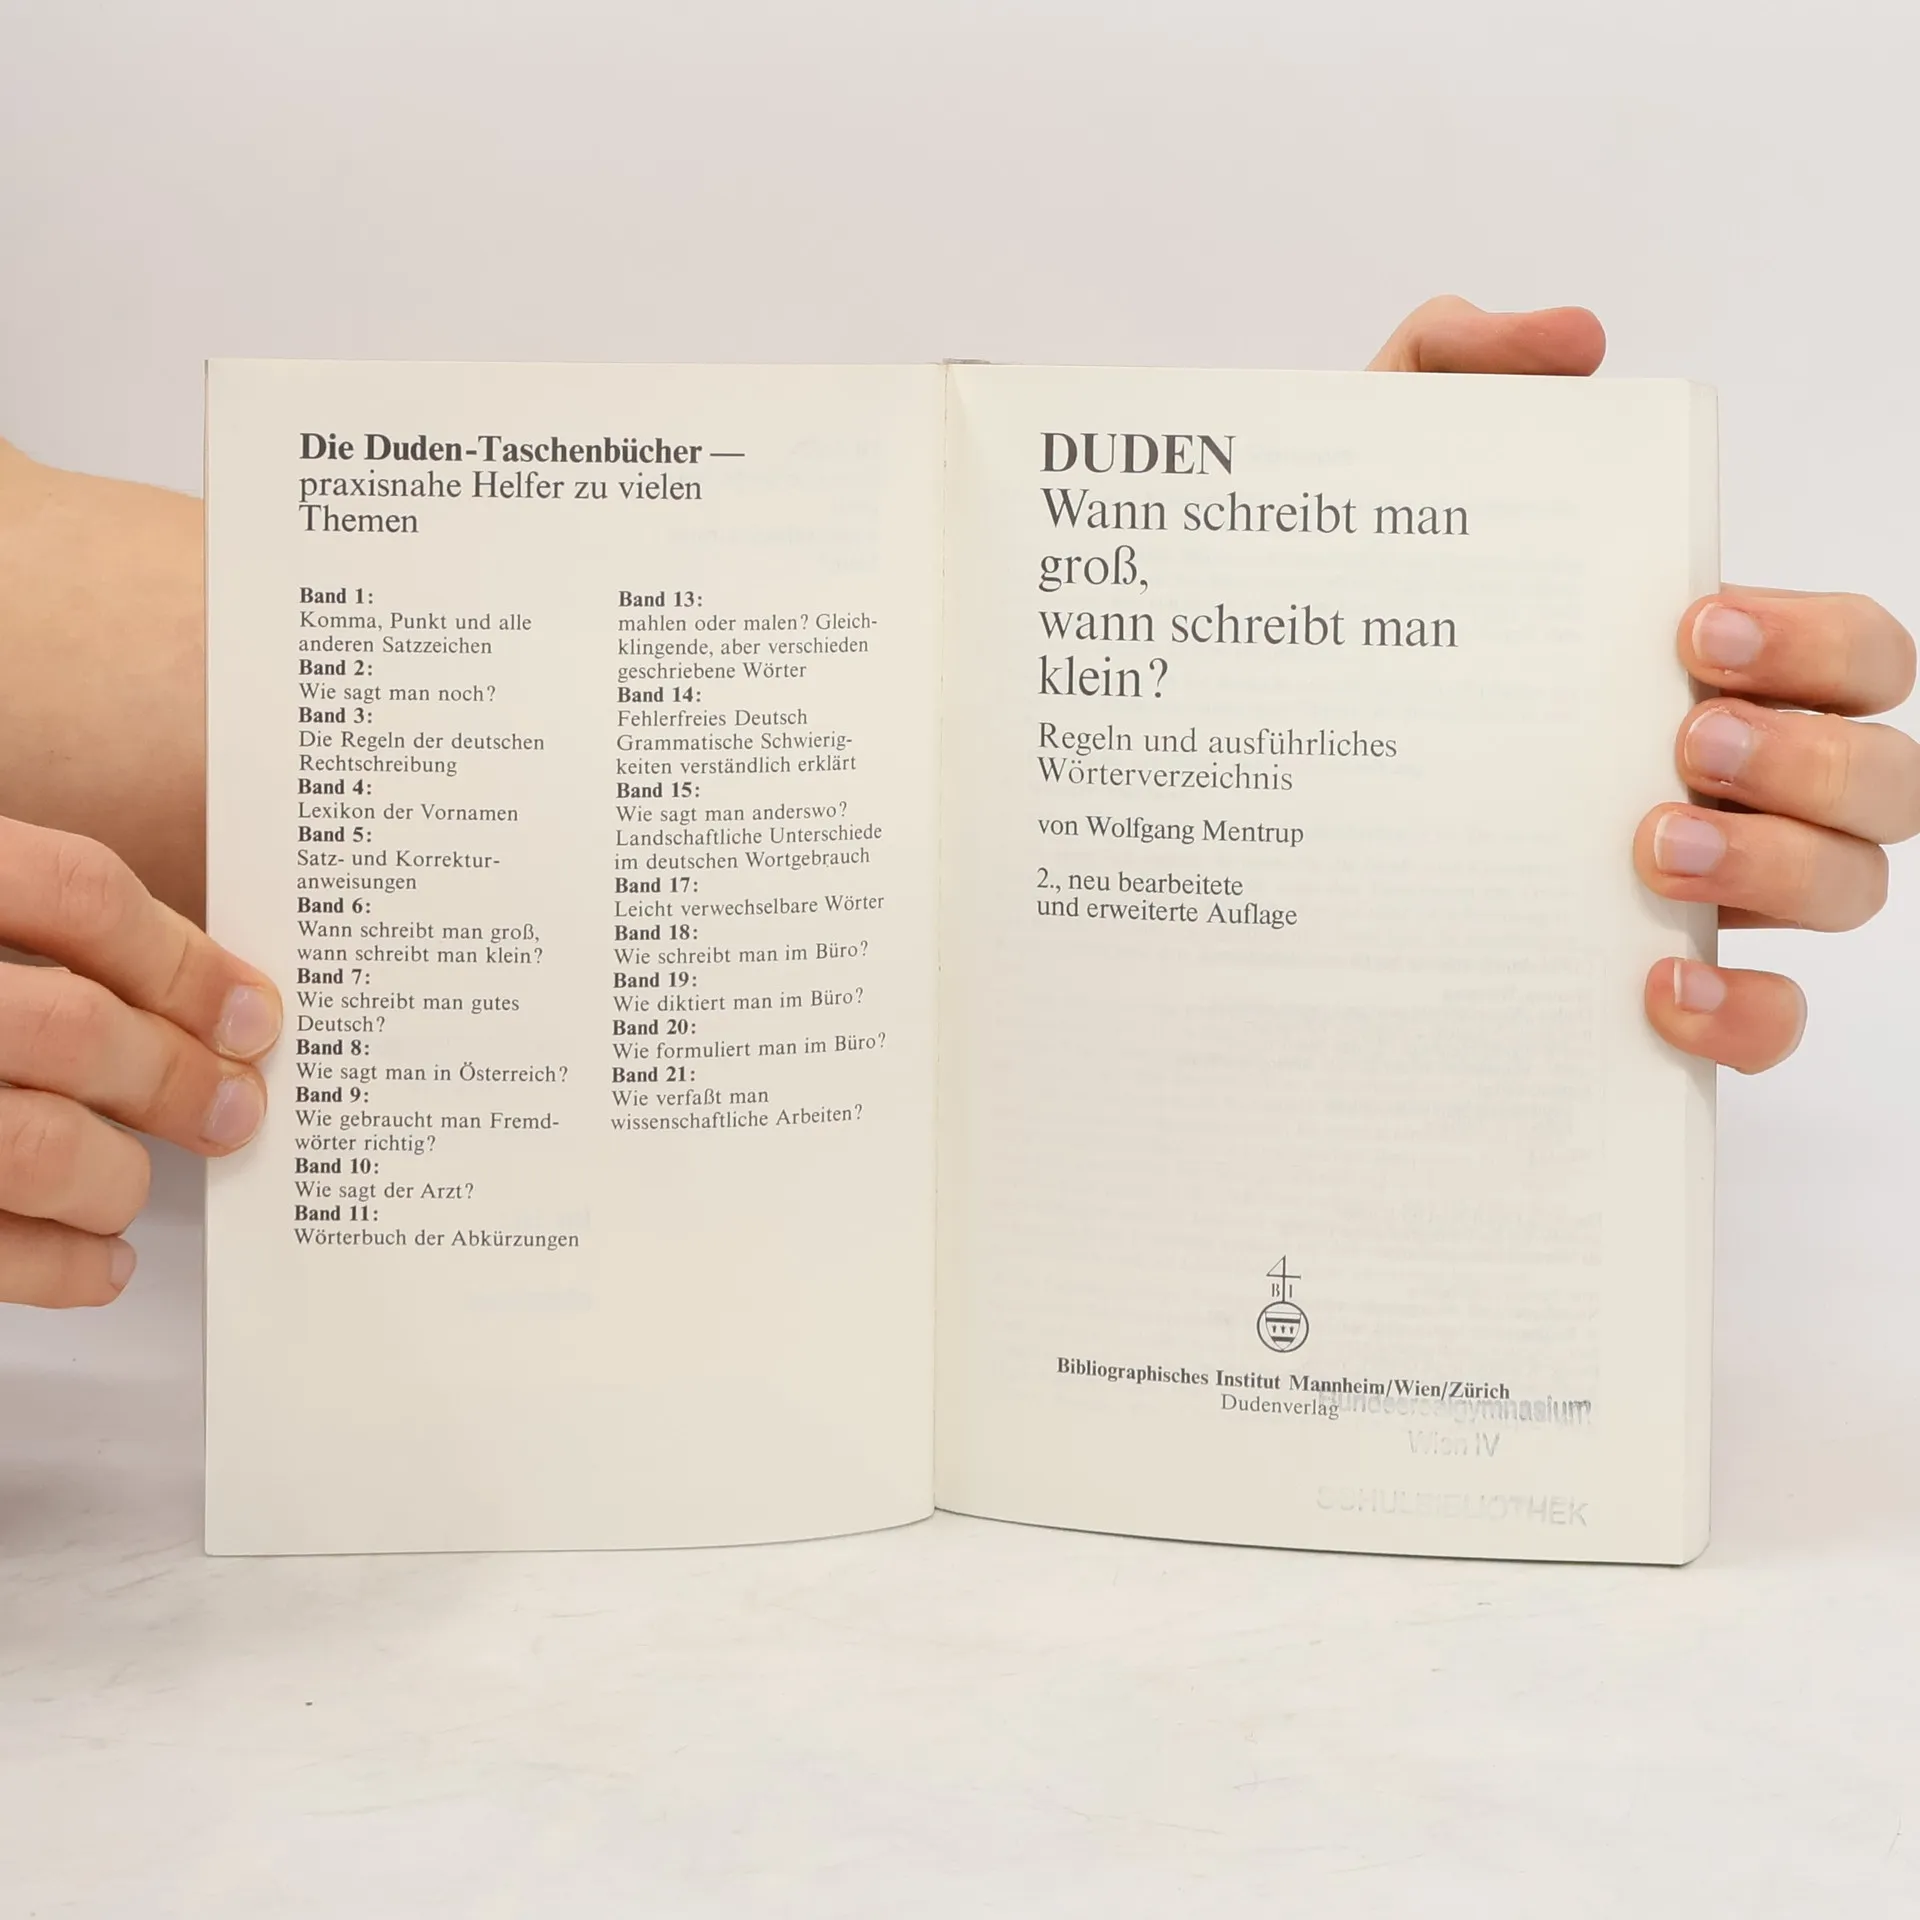 Die Duden-Taschenbücher —
praxisnahe Helfer zu vielen
Themen
Band 1:
Komma, Punkt und alle
anderen Satzzeichen
Band 2:
Wie sagt man noch?
Band 3:
Die Regeln der deutschen
Rechtschreibung
Band 4:
Lexikon der Vornamen
Band 5:
Satz- und Korrektur-
anweisungen
Band 6:
Wann schreibt man groß,
wann schreibt man klein?
Band 7:
Wie schreibt man gutes
Deutsch?
Band 8:
Wie sagt man in Österreich?
Band 9:
Wie gebraucht man Fremd-
wörter richtig?
Band 10:
Wie sagt der Arzt?
Band 11:
Wörterbuch der Abkürzungen
Band 13:
mahlen oder malen? Gleich-
klingende, aber verschieden
geschriebene Wörter
Band 14:
Fehlerfreies Deutsch
Grammatische Schwierig-
keiten verständlich erklärt
Band 15:
Wie sagt man anderswo?
Landschaftliche Unterschiede
im deutschen Wortgebrauch
Band 17:
Leicht verwechselbare Wörter
Band 18:
Wie schreibt man im Büro?
Band 19:
Wie diktiert man im Büro?
Band 20:
Wie formuliert man im Büro?
Band 21:
Wie verfaßt man
wissenschaftliche Arbeiten?
DUDEN
Wann schreibt man
groß,
wann schreibt man
klein?
Regeln und ausführliches
Wörterverzeichnis
von Wolfgang Mentrup
2., neu bearbeitete
und erweiterte Auflage
B I
Bibliographisches Institut Mannheim/Wien/Zürich
Dudenverlag
Bundesrealgymnasium
Wien IV
SCHULBIBLIOTHEK